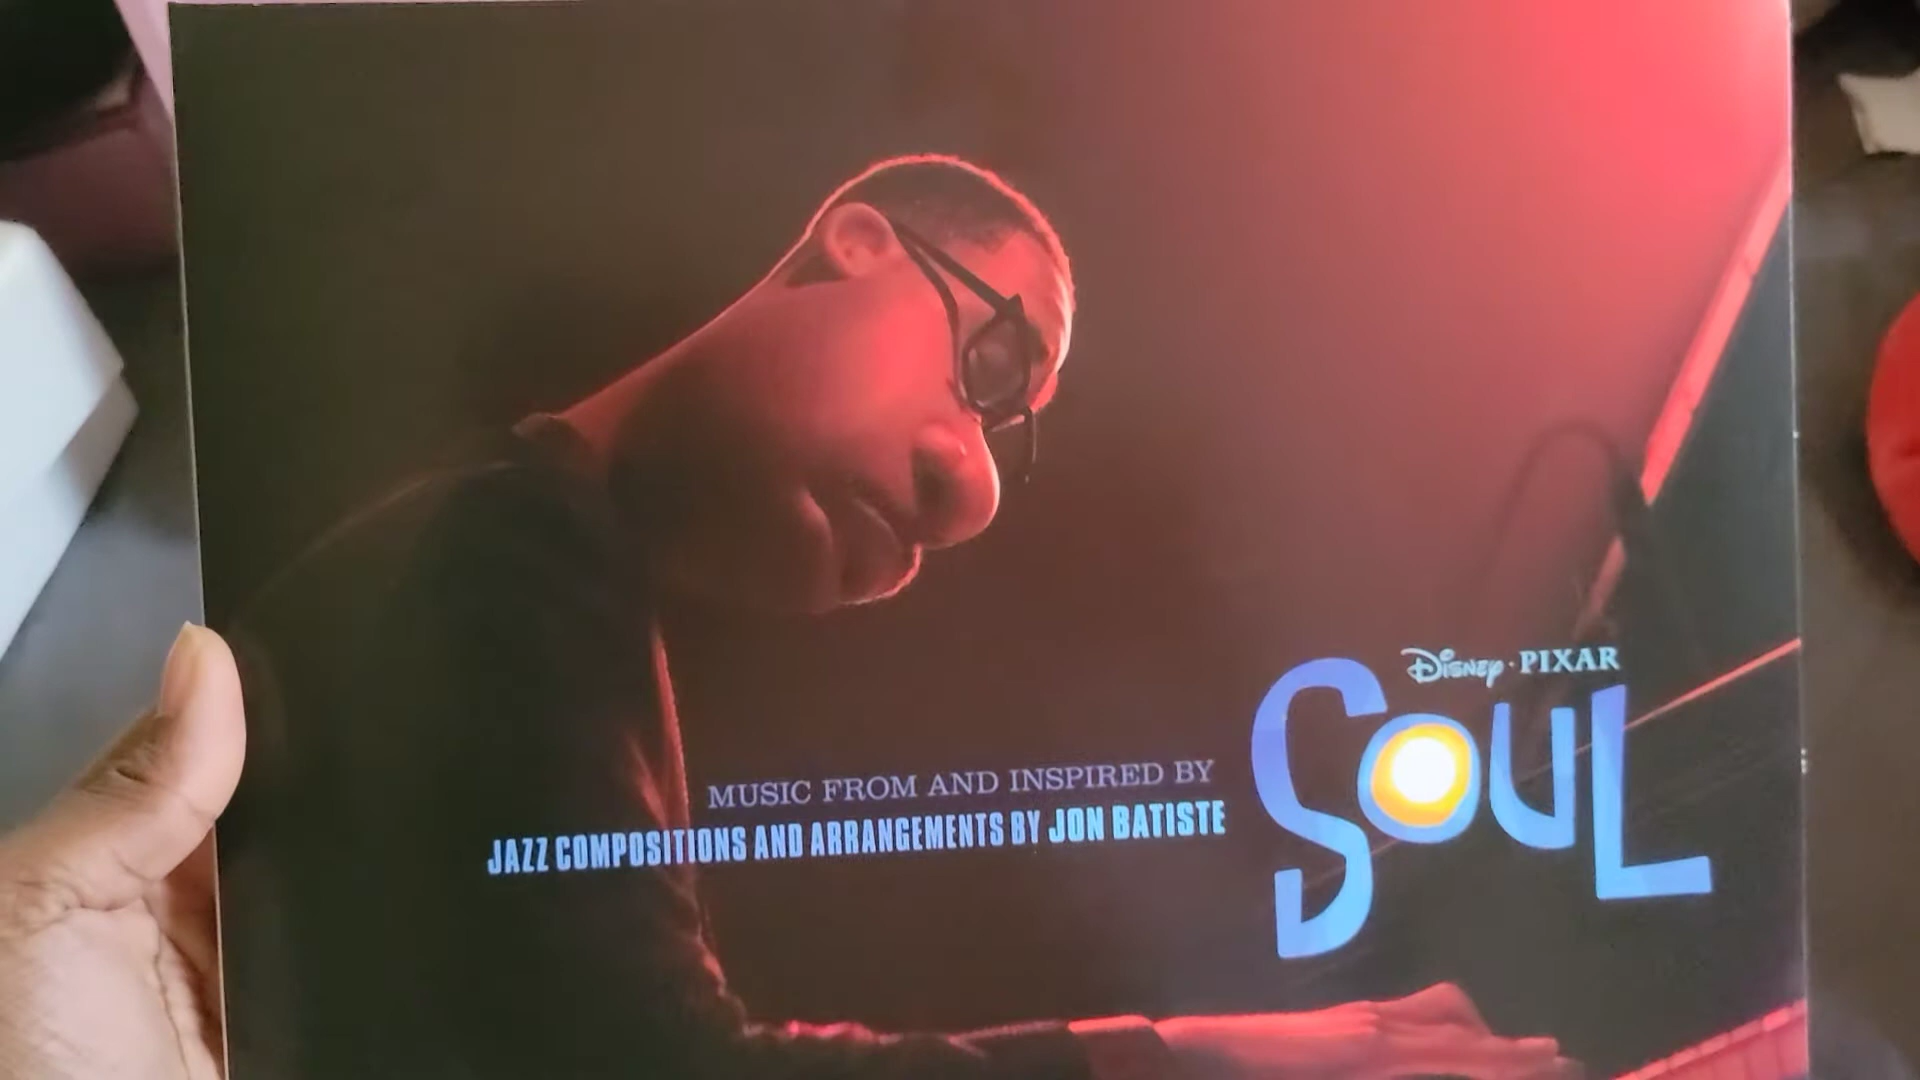 Disney · PIXAR
SOUL
MUSIC FROM AND INSPIRED BY
JAZZ COMPOSITIONS AND ARRANGEMENTS BY JON BATISTE